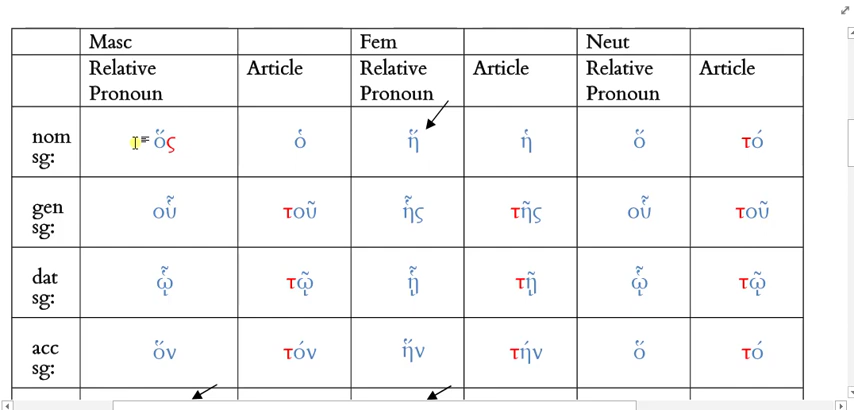 Masc Fem Neut
Relative Pronoun Article Relative Pronoun Article Relative Pronoun Article
nom sg: ὅς ὁ ἥ ἡ ὅ τό
gen sg: οὗ τοῦ ἧς τῆς οὗ τοῦ
dat sg: ᾧ τῷ ᾗ τῇ ᾧ τῷ
acc sg: ὅν τόν ἥν τήν ὅ τό